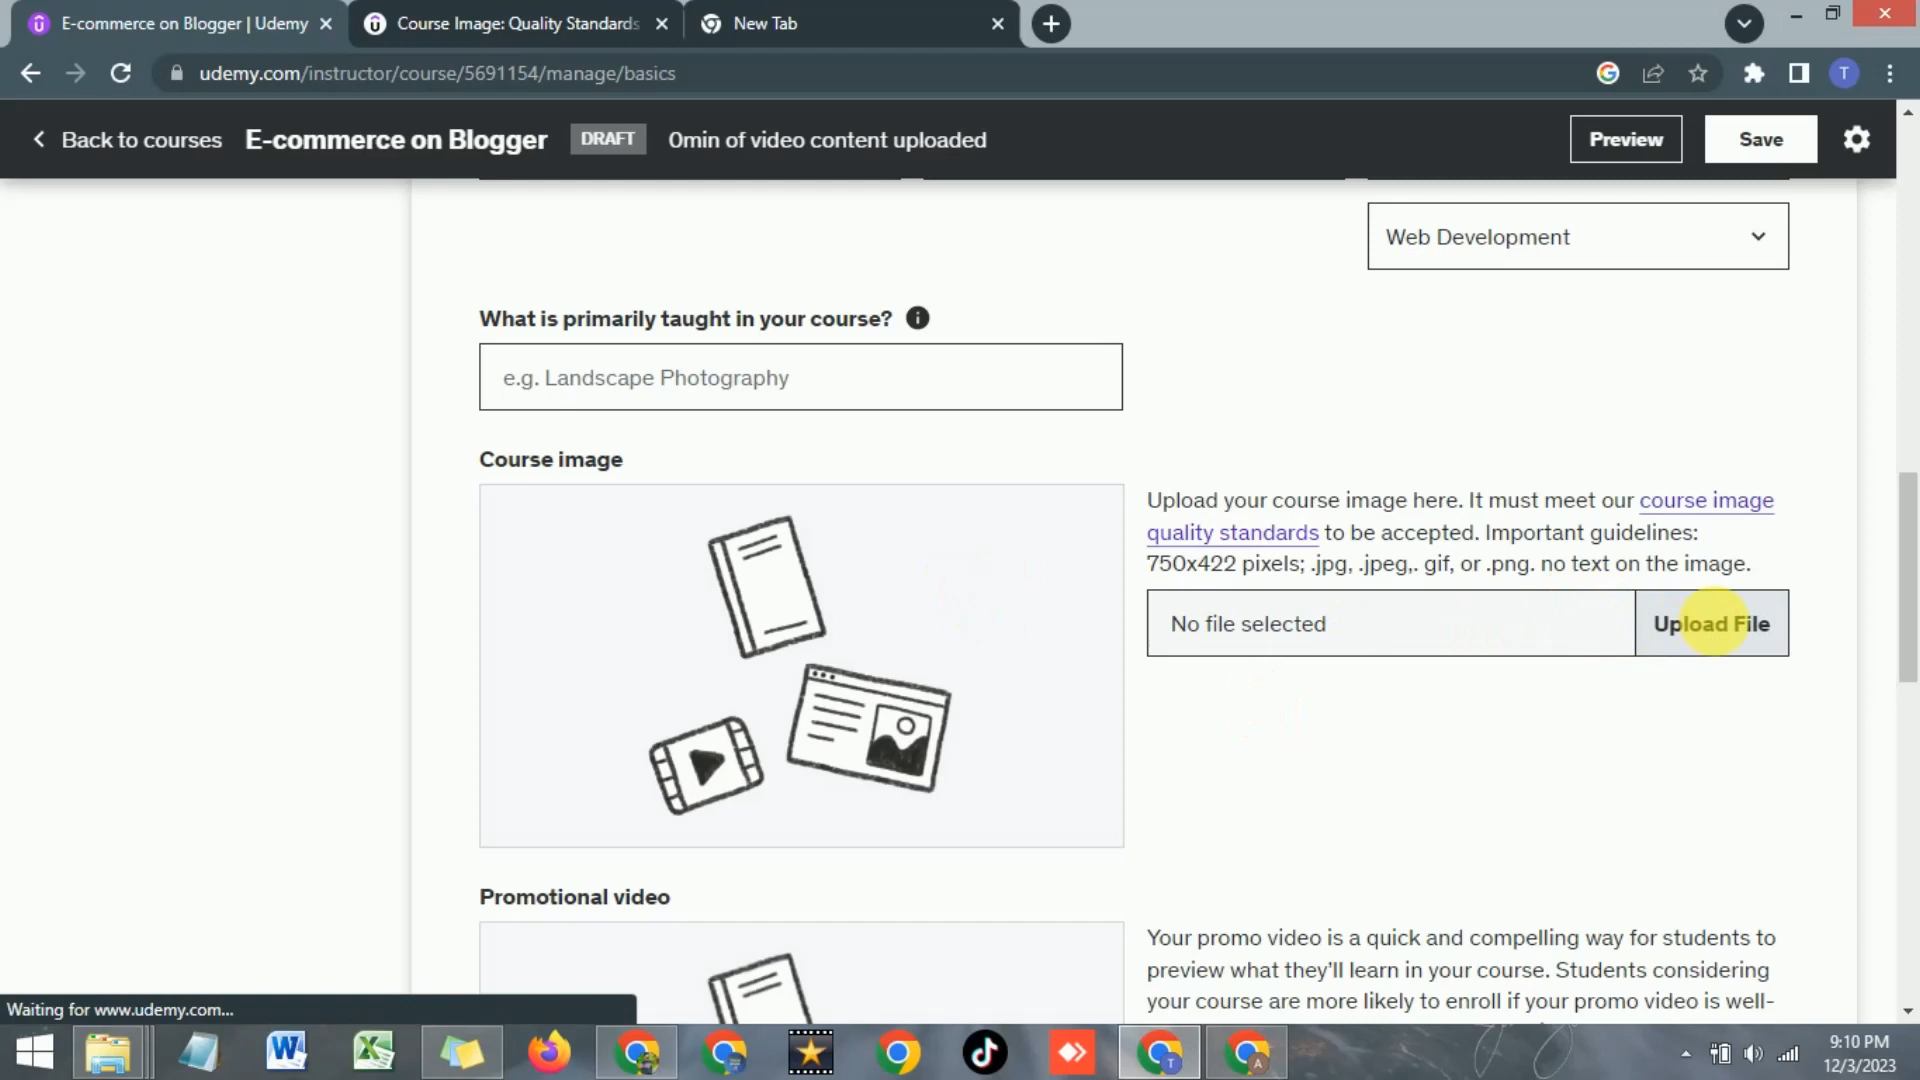 E-commerce on Blogger | Udemy
Course Image: Quality Standards
New Tab
udemy.com/instructor/course/5691154/manage/basics
T
Back to courses
E-commerce on Blogger
DRAFT
0min of video content uploaded
Preview
Save
Web Development
What is primarily taught in your course?
e.g. Landscape Photography
Course image
Upload your course image here. It must meet our course image
quality standards to be accepted. Important guidelines:
750x422 pixels; .jpg, .jpeg,. gif, or .png. no text on the image.
No file selected
Upload File
Promotional video
Your promo video is a quick and compelling way for students to
preview what they'll learn in your course. Students considering
your course are more likely to enroll if your promo video is well-
Waiting for www.udemy.com...
9:10 PM
12/3/2023